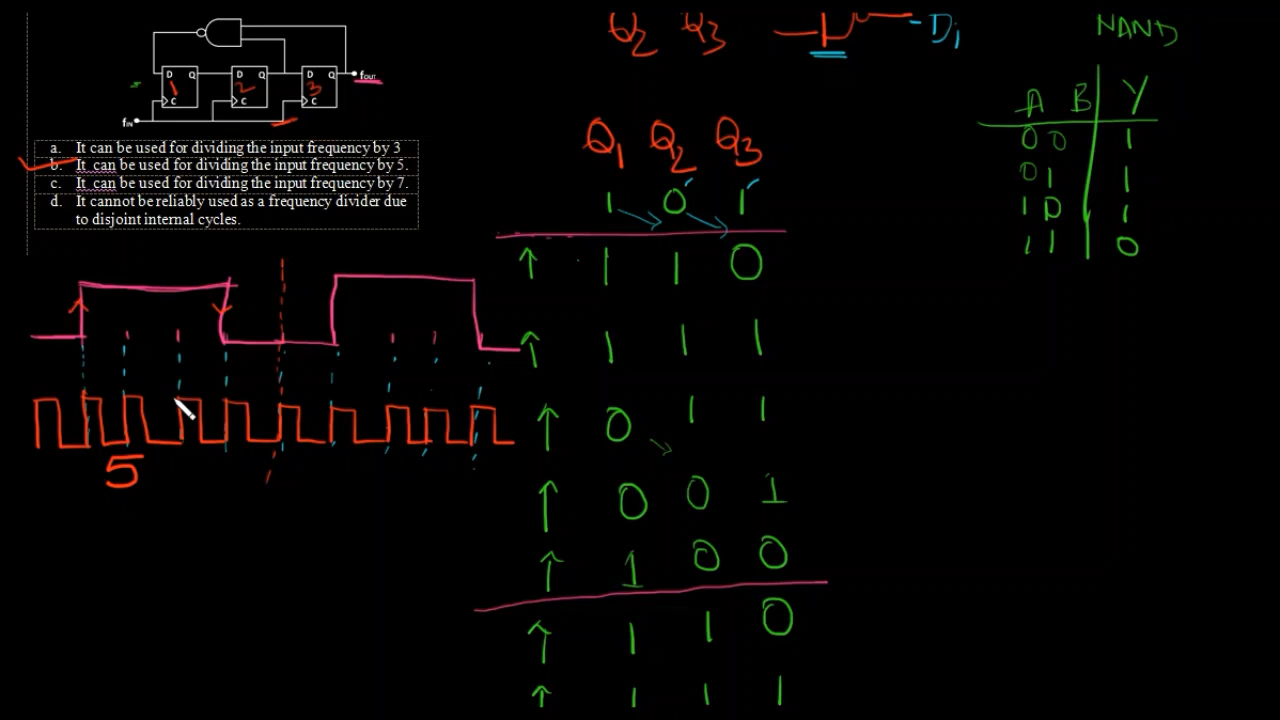 D Q D Q D Q fOUT
1 2 3
C C C
fIN
a. It can be used for dividing the input frequency by 3
b. It can be used for dividing the input frequency by 5.
c. It can be used for dividing the input frequency by 7.
d. It cannot be reliably used as a frequency divider due
to disjoint internal cycles.
5
Q2 Q3 D1
Q1 Q2 Q3
1 0 1
↑ 1 1 0
↑ 1 1 1
↑ 0 1 1
↑ 0 0 1
↑ 1 0 0
↑ 1 1 0
↑ 1 1 1
NAND
A B Y
0 0 1
0 1 1
1 0 1
1 1 0